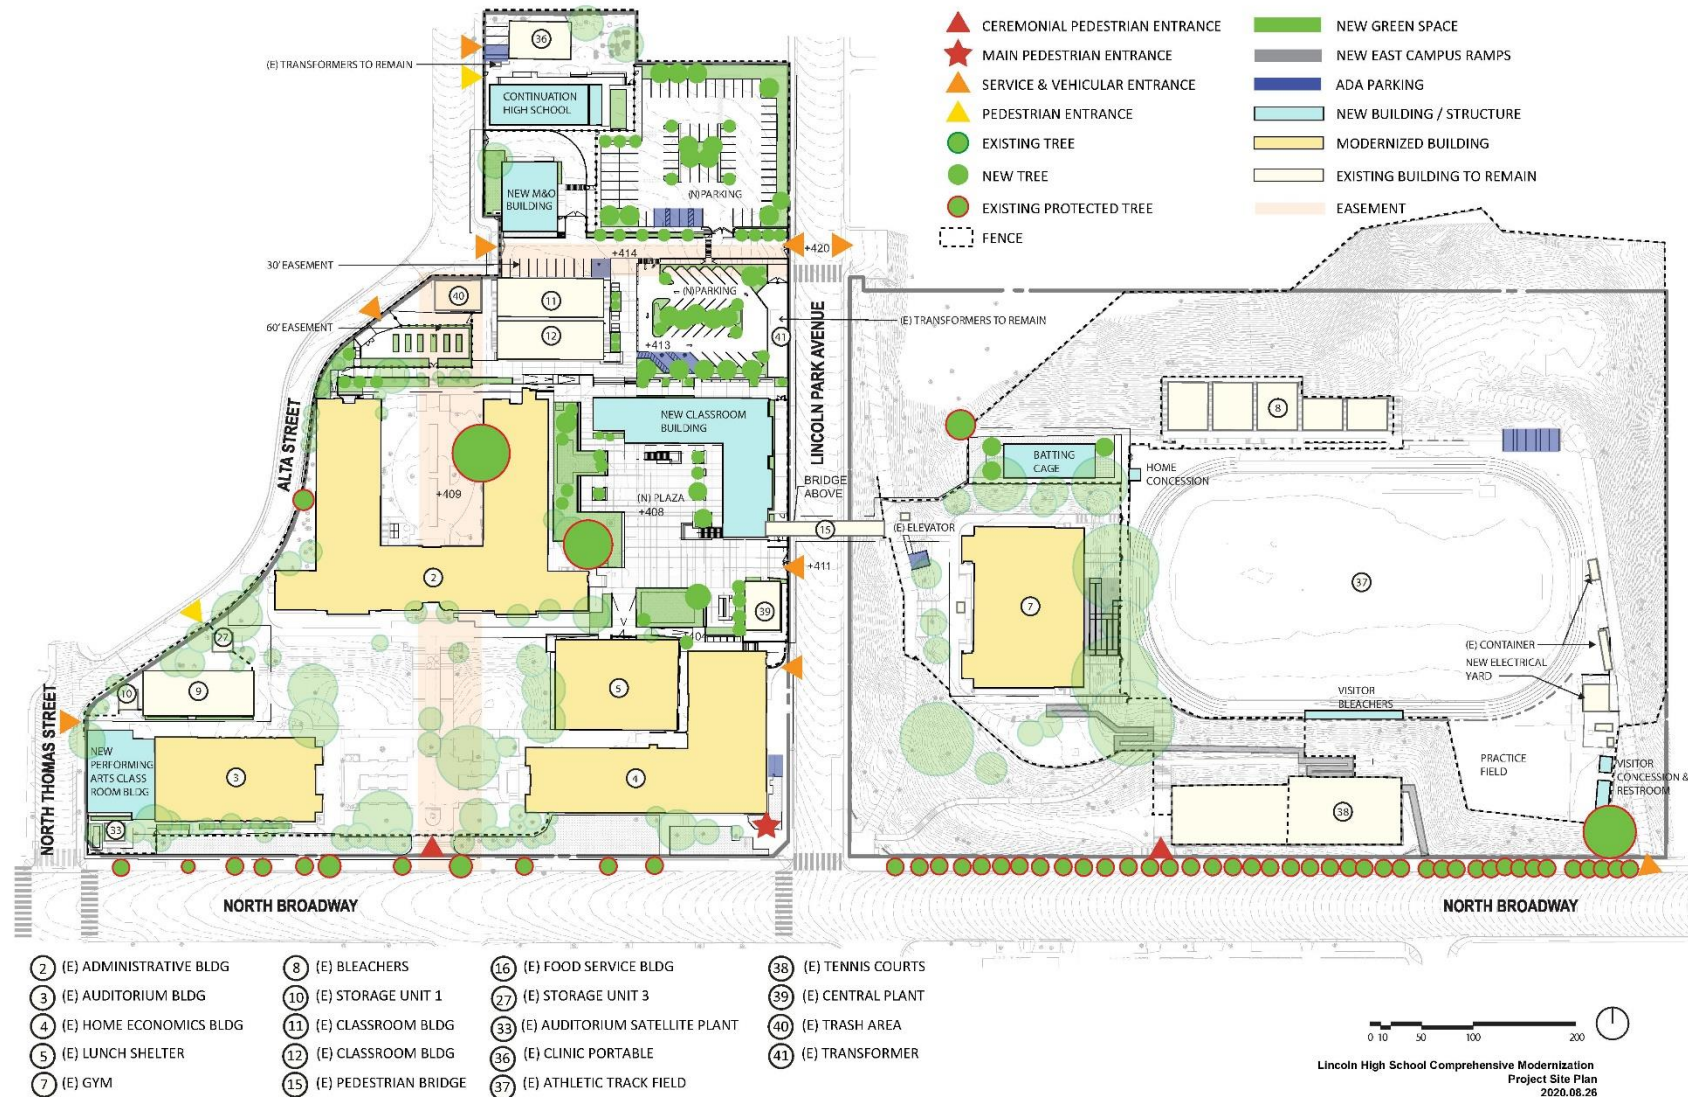 CEREMONIAL PEDESTRIAN ENTRANCE
MAIN PEDESTRIAN ENTRANCE
SERVICE & VEHICULAR ENTRANCE
PEDESTRIAN ENTRANCE
EXISTING TREE
NEW TREE
EXISTING PROTECTED TREE
FENCE
NEW GREEN SPACE
NEW EAST CAMPUS RAMPS
ADA PARKING
NEW BUILDING / STRUCTURE
MODERNIZED BUILDING
EXISTING BUILDING TO REMAIN
EASEMENT
36
(E) TRANSFORMERS TO REMAIN
CONTINUATION
HIGH SCHOOL
NEW M&O
BUILDING
(N)PARKING
+420
+414
30' EASEMENT
40
11
(N)PARKING
60' EASEMENT
12
+413
41
(E) TRANSFORMERS TO REMAIN
LINCOLN PARK AVENUE
ALTA STREET
NEW CLASSROOM
BUILDING
8
BATTING
CAGE
HOME
CONCESSION
BRIDGE
ABOVE
+409
(N) PLAZA
+408
15
(E) ELEVATOR
+411
2
39
7
37
27
(E) CONTAINER
NEW ELECTRICAL
YARD
10
9
5
VISITOR
BLEACHERS
NORTH THOMAS STREET
NEW
PERFORMING
ARTS CLASS
ROOM BLDG
3
4
PRACTICE
FIELD
VISITOR
CONCESSION &
RESTROOM
33
38
NORTH BROADWAY
NORTH BROADWAY
2 (E) ADMINISTRATIVE BLDG
3 (E) AUDITORIUM BLDG
4 (E) HOME ECONOMICS BLDG
5 (E) LUNCH SHELTER
7 (E) GYM
8 (E) BLEACHERS
10 (E) STORAGE UNIT 1
11 (E) CLASSROOM BLDG
12 (E) CLASSROOM BLDG
15 (E) PEDESTRIAN BRIDGE
16 (E) FOOD SERVICE BLDG
27 (E) STORAGE UNIT 3
33 (E) AUDITORIUM SATELLITE PLANT
36 (E) CLINIC PORTABLE
37 (E) ATHLETIC TRACK FIELD
38 (E) TENNIS COURTS
39 (E) CENTRAL PLANT
40 (E) TRASH AREA
41 (E) TRANSFORMER
0 10 50 100 200
Lincoln High School Comprehensive Modernization
Project Site Plan
2020.08.26